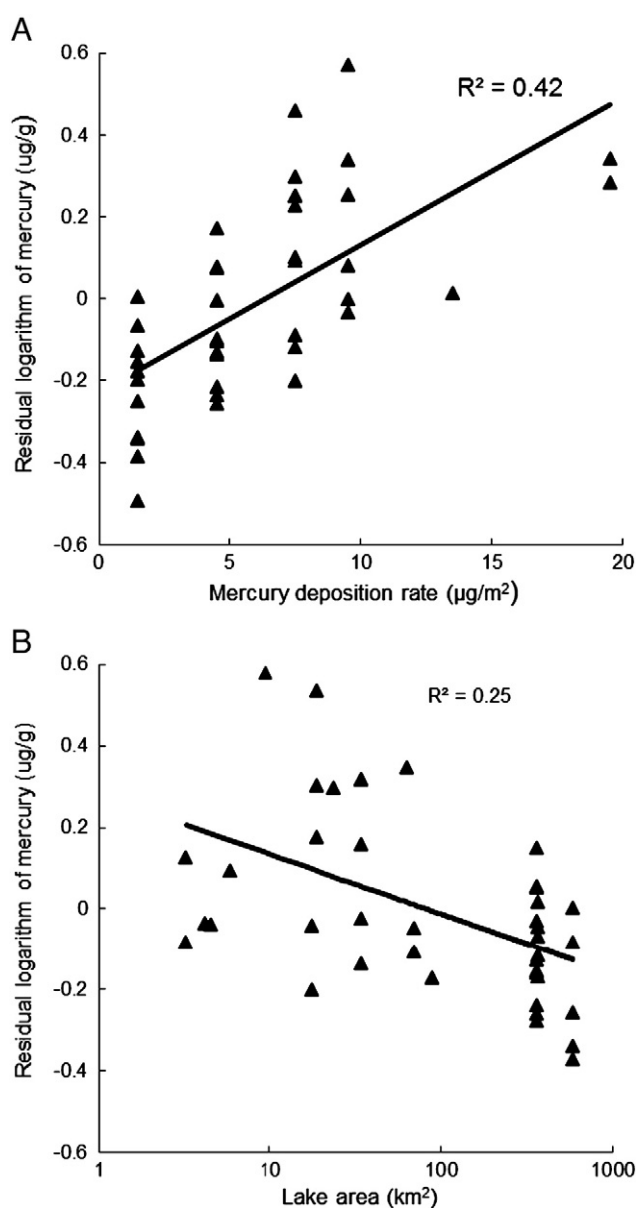 A
0.6
0.4
0.2
0
-0.2
-0.4
-0.6
Residual logarithm of mercury (ug/g)
R² = 0.42
0 5 10 15 20
Mercury deposition rate (µg/m²)
B
0.6
0.4
0.2
0
-0.2
-0.4
-0.6
Residual logarithm of mercury (ug/g)
R² = 0.25
1 10 100 1000
Lake area (km²)